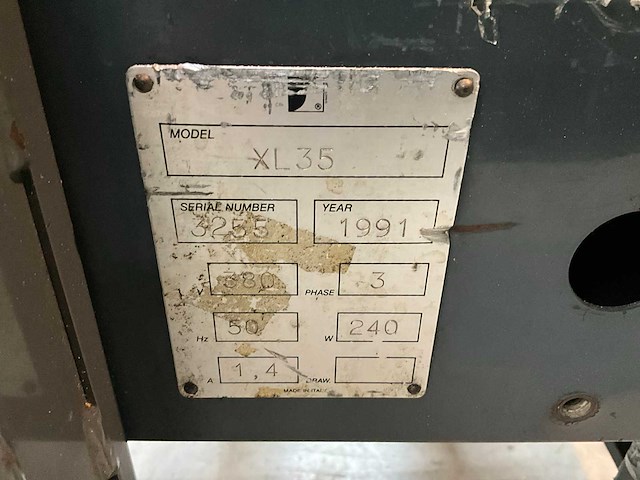 ®
MODEL
XL35
SERIAL NUMBER YEAR
3255 1991
V 380 PHASE 3
Hz 50 W 240
A 1,4 DRAW.
MADE IN ITALY